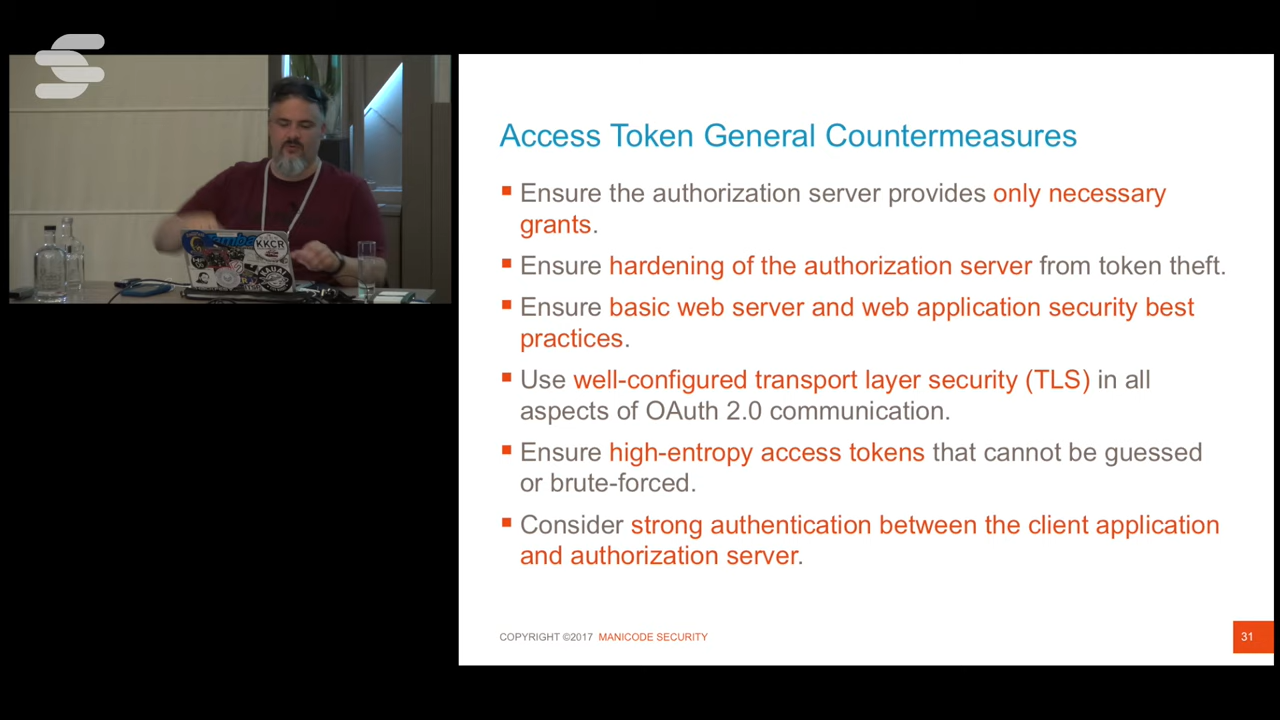 Access Token General Countermeasures
Ensure the authorization server provides only necessary
grants.
Ensure hardening of the authorization server from token theft.
Ensure basic web server and web application security best
practices.
Use well-configured transport layer security (TLS) in all
aspects of OAuth 2.0 communication.
Ensure high-entropy access tokens that cannot be guessed
or brute-forced.
Consider strong authentication between the client application
and authorization server.
COPYRIGHT ©2017 MANICODE SECURITY
31
KKCR